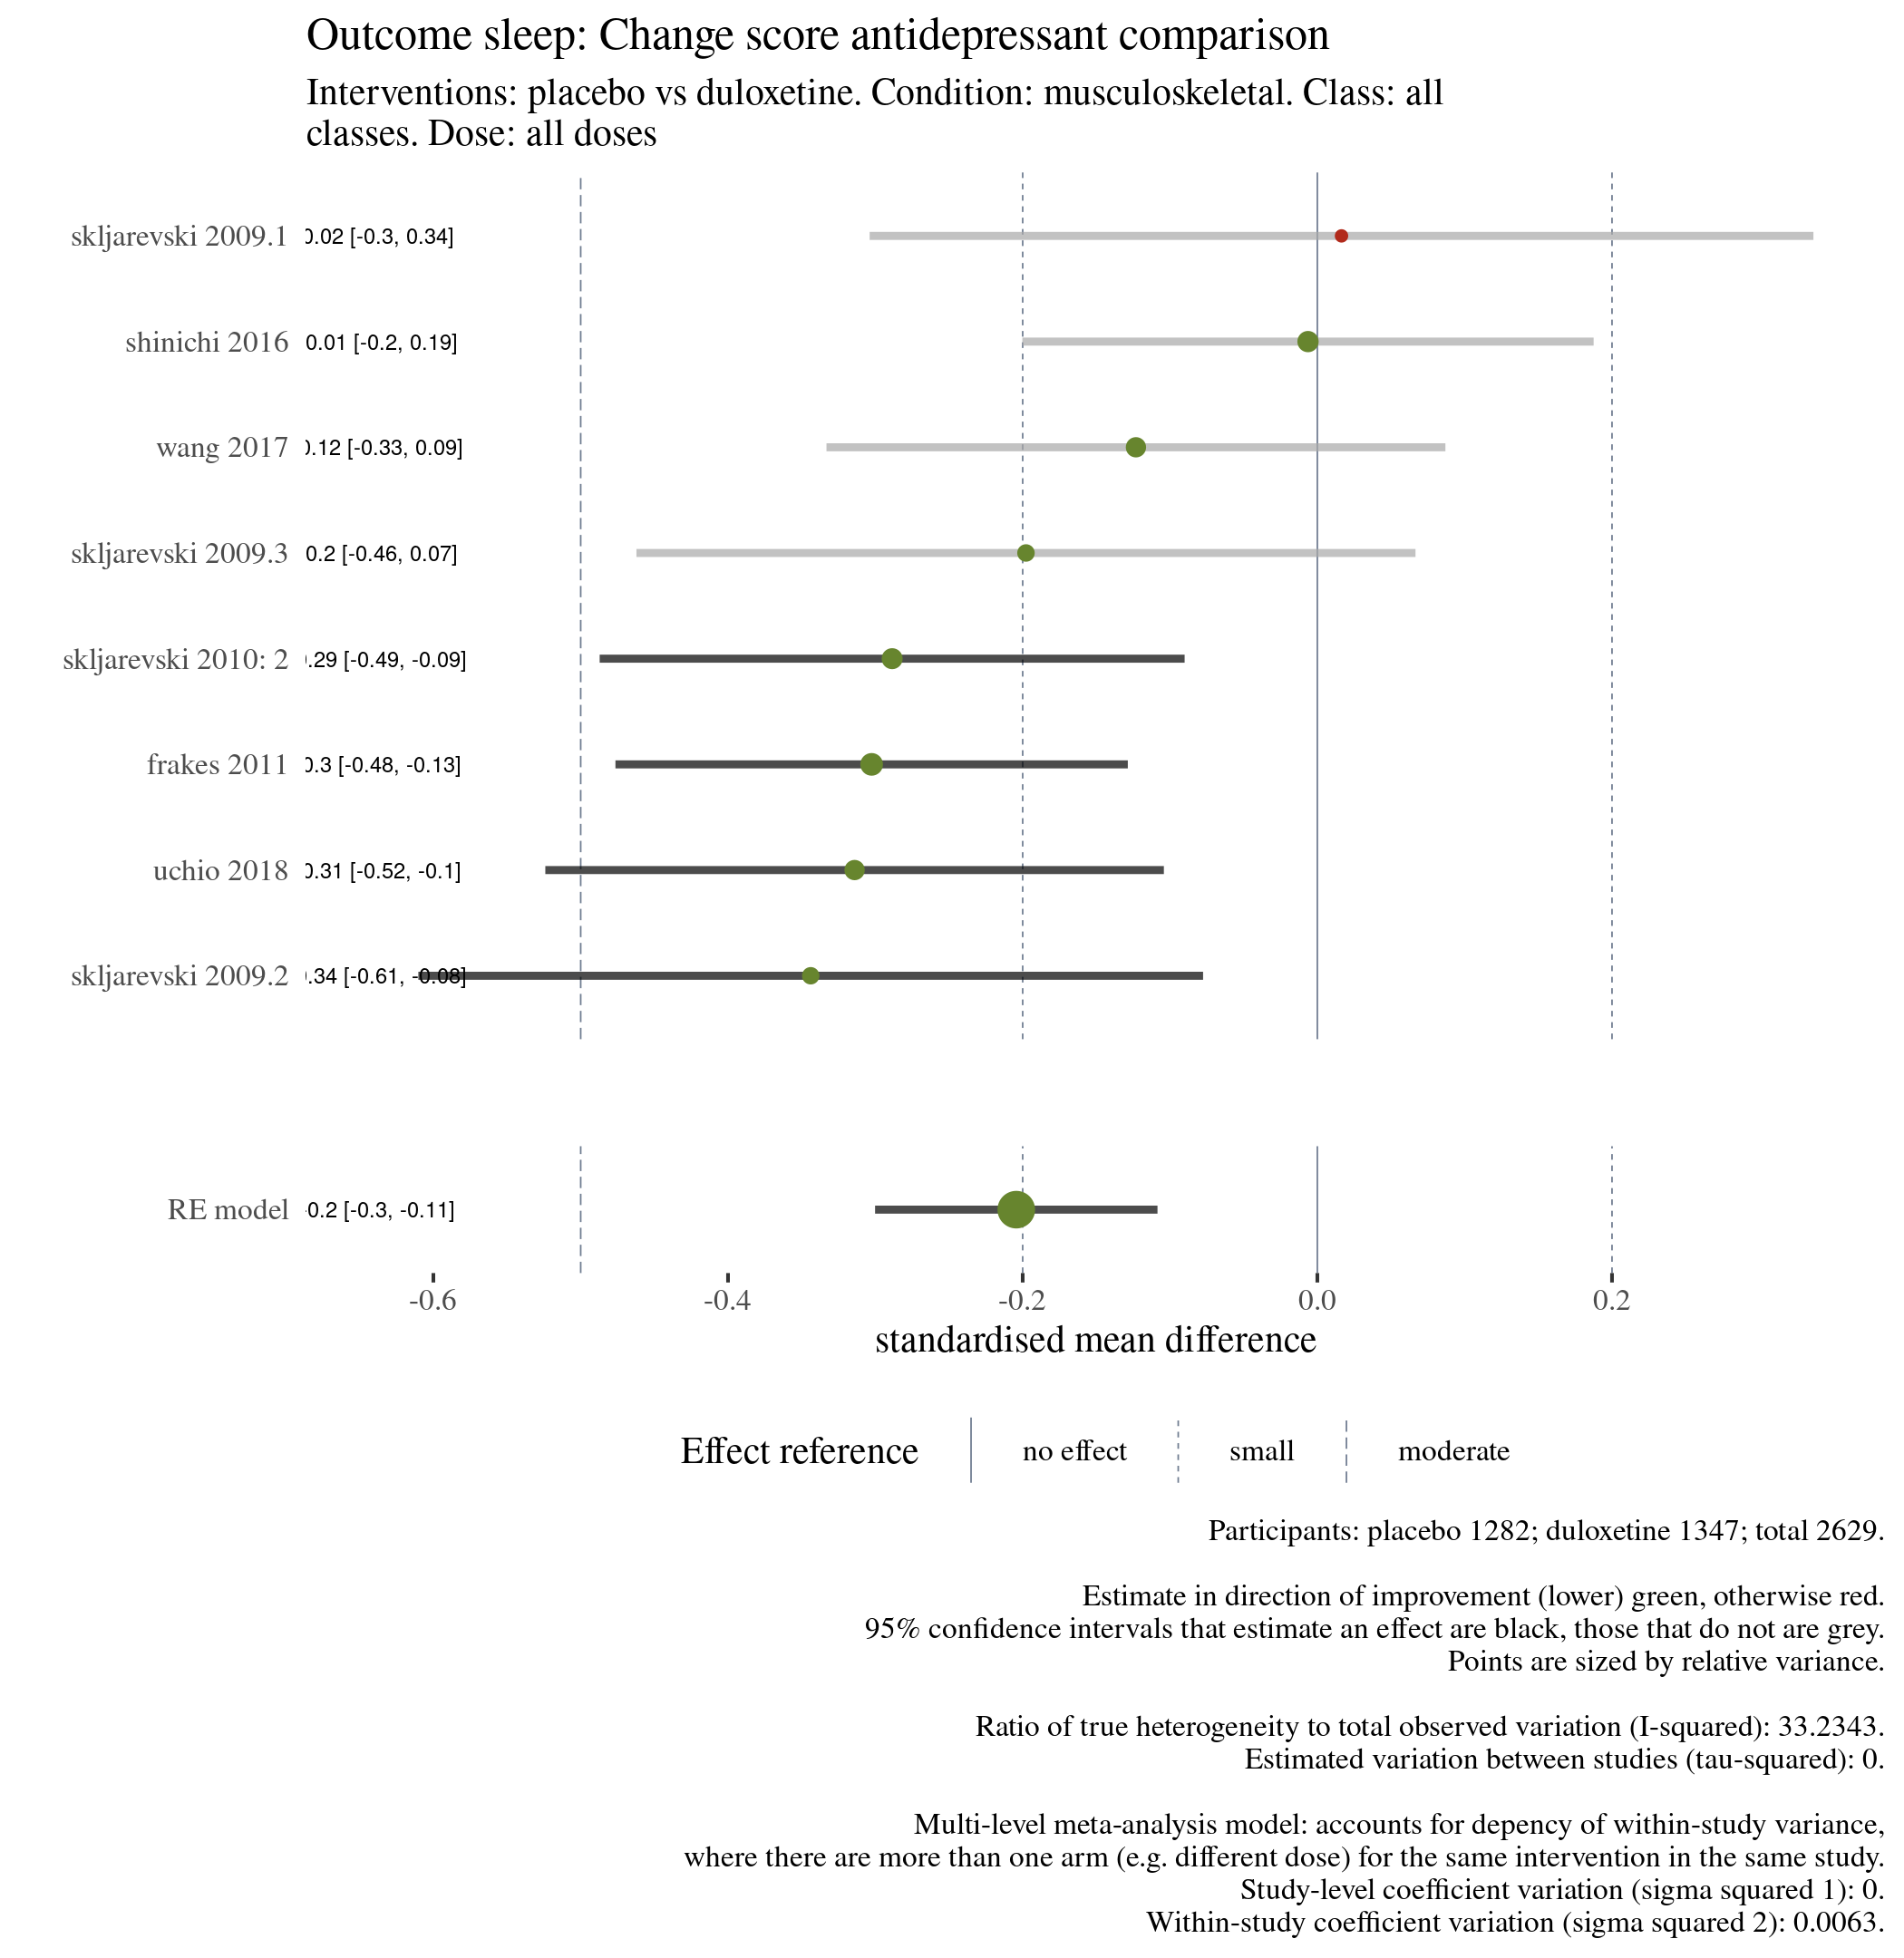 Outcome sleep: Change score antidepressant comparison
Interventions: placebo vs duloxetine. Condition: musculoskeletal. Class: all
classes. Dose: all doses
skljarevski 2009.1 0.02 [-0.3, 0.34]
shinichi 2016 0.01 [-0.2, 0.19]
wang 2017 0.12 [-0.33, 0.09]
skljarevski 2009.3 0.2 [-0.46, 0.07]
skljarevski 2010: 2 .29 [-0.49, -0.09]
frakes 2011 0.3 [-0.48, -0.13]
uchio 2018 0.31 [-0.52, -0.1]
skljarevski 2009.2 .34 [-0.61, -0.08]
RE model -0.2 [-0.3, -0.11]
-0.6 -0.4 -0.2 0.0 0.2
standardised mean difference
Effect reference no effect small moderate
Participants: placebo 1282; duloxetine 1347; total 2629.
Estimate in direction of improvement (lower) green, otherwise red.
95% confidence intervals that estimate an effect are black, those that do not are grey.
Points are sized by relative variance.
Ratio of true heterogeneity to total observed variation (I-squared): 33.2343.
Estimated variation between studies (tau-squared): 0.
Multi-level meta-analysis model: accounts for depency of within-study variance,
where there are more than one arm (e.g. different dose) for the same intervention in the same study.
Study-level coefficient variation (sigma squared 1): 0.
Within-study coefficient variation (sigma squared 2): 0.0063.